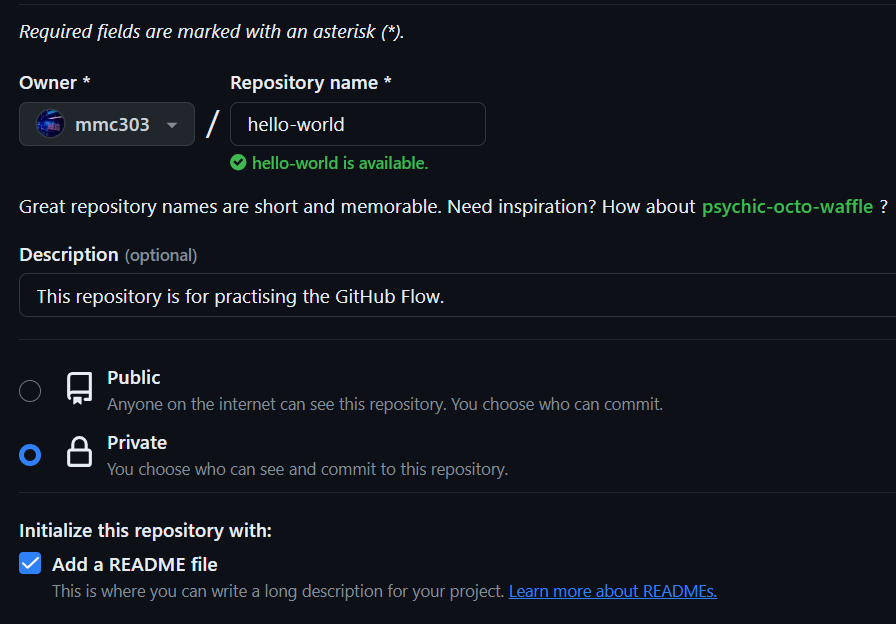 Required fields are marked with an asterisk (*).
Owner * Repository name *
mmc303 / hello-world
hello-world is available.
Great repository names are short and memorable. Need inspiration? How about psychic-octo-waffle ?
Description (optional)
This repository is for practising the GitHub Flow.
Public
Anyone on the internet can see this repository. You choose who can commit.
Private
You choose who can see and commit to this repository.
Initialize this repository with:
Add a README file
This is where you can write a long description for your project. Learn more about READMEs.